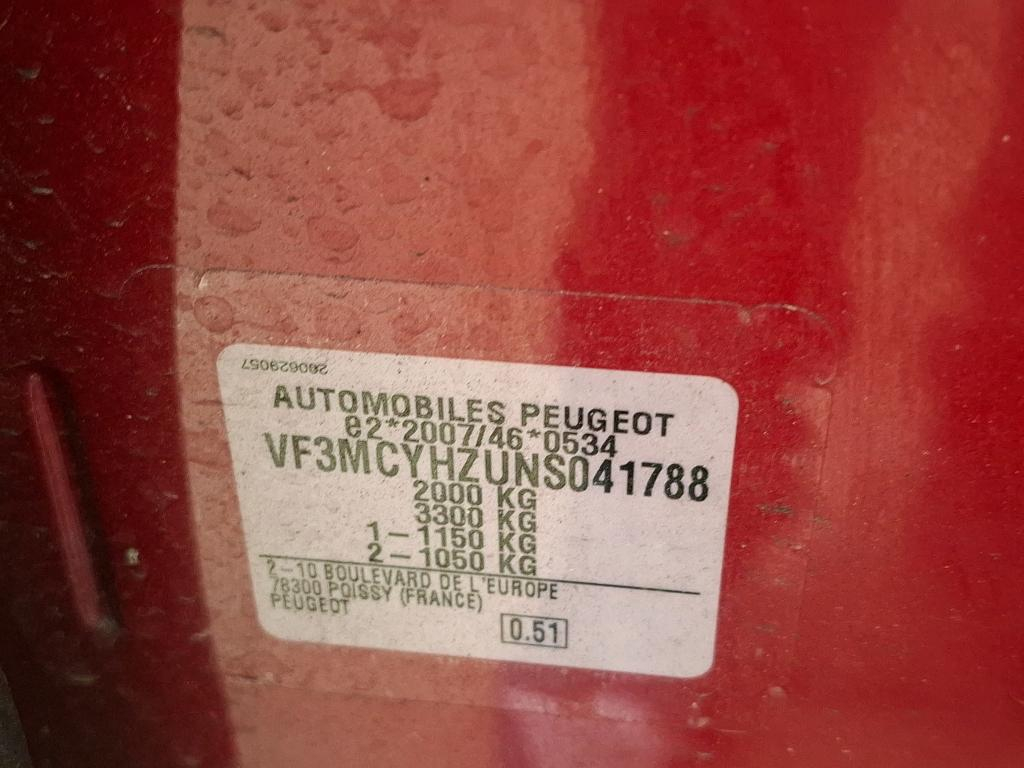 280629057
AUTOMOBILES PEUGEOT
e2*2007/46*0534
VF3MCYHZUNS041788
2000 KG
3300 KG
1-1150 KG
2-1050 KG
2-10 BOULEVARD DE L'EUROPE
78300 POISSY (FRANCE)
PEUGEOT
0.51